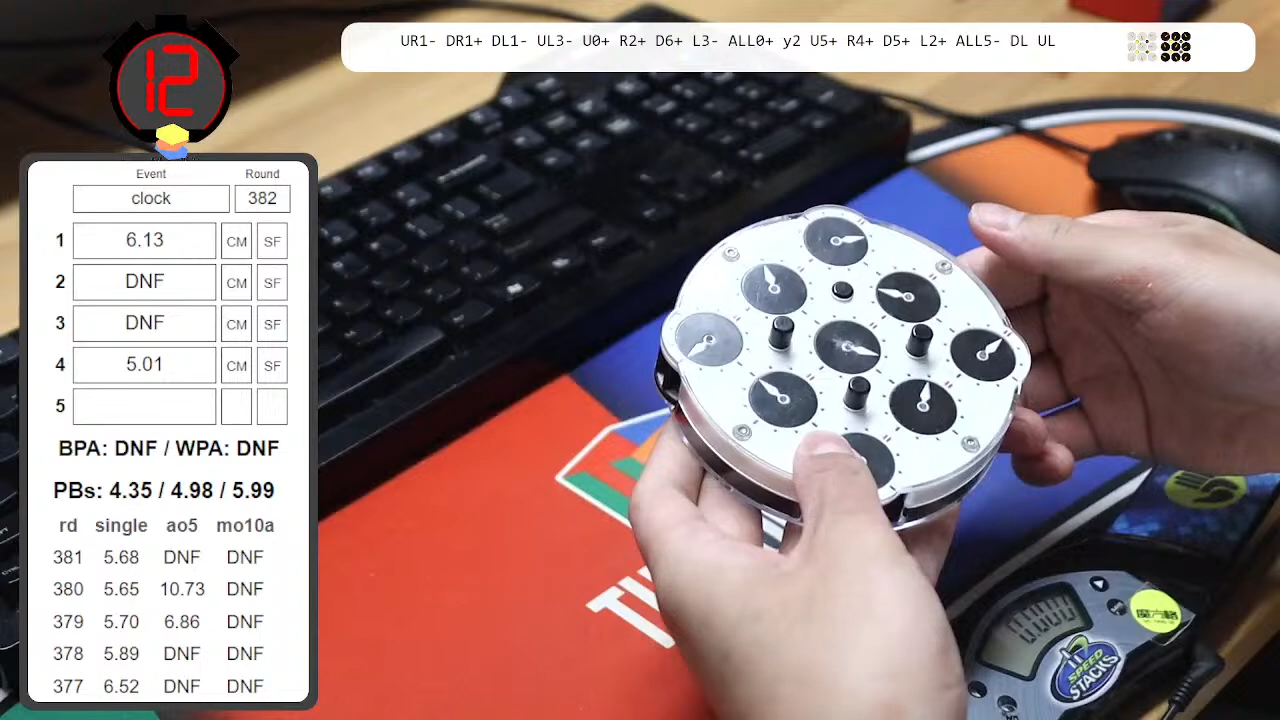 UR1- DR1+ DL1- UL3- U0+ R2+ D6+ L3- ALL0+ y2 U5+ R4+ D5+ L2+ ALL5- DL UL
12
Event Round
clock 382
1 6.13 CM SF
2 DNF CM SF
3 DNF CM SF
4 5.01 CM SF
5
BPA: DNF / WPA: DNF
PBs: 4.35 / 4.98 / 5.99
rd single ao5 mo10a
381 5.68 DNF DNF
380 5.65 10.73 DNF
379 5.70 6.86 DNF
378 5.89 DNF DNF
377 6.52 DNF DNF
0.000
SPEED
STACKS